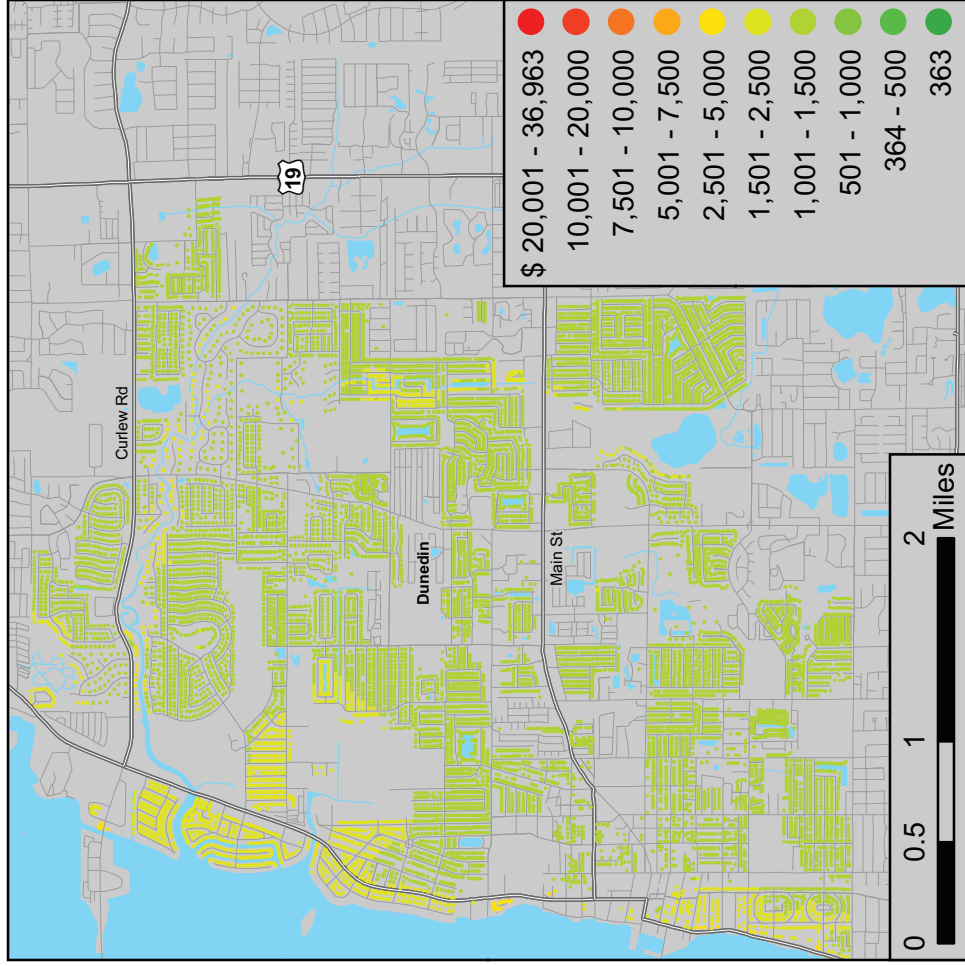 Curlew Rd
19
Dunedin
Main St
$ 20,001 - 36,963
10,001 - 20,000
7,501 - 10,000
5,001 - 7,500
2,501 - 5,000
1,501 - 2,500
1,001 - 1,500
501 - 1,000
364 - 500
363
0 0.5 1 2
Miles